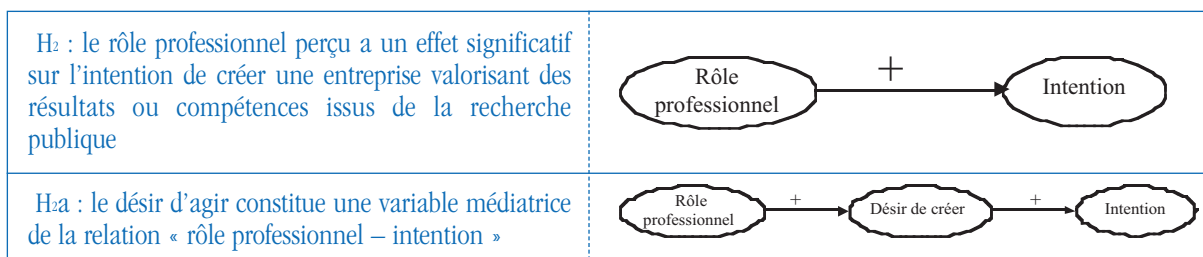 H2 : le rôle professionnel perçu a un effet significatif
sur l'intention de créer une entreprise valorisant des
résultats ou compétences issus de la recherche
publique
Rôle
professionnel
+
Intention
H2a : le désir d'agir constitue une variable médiatrice
de la relation « rôle professionnel – intention »
Rôle
professionnel
+
Désir de créer
+
Intention